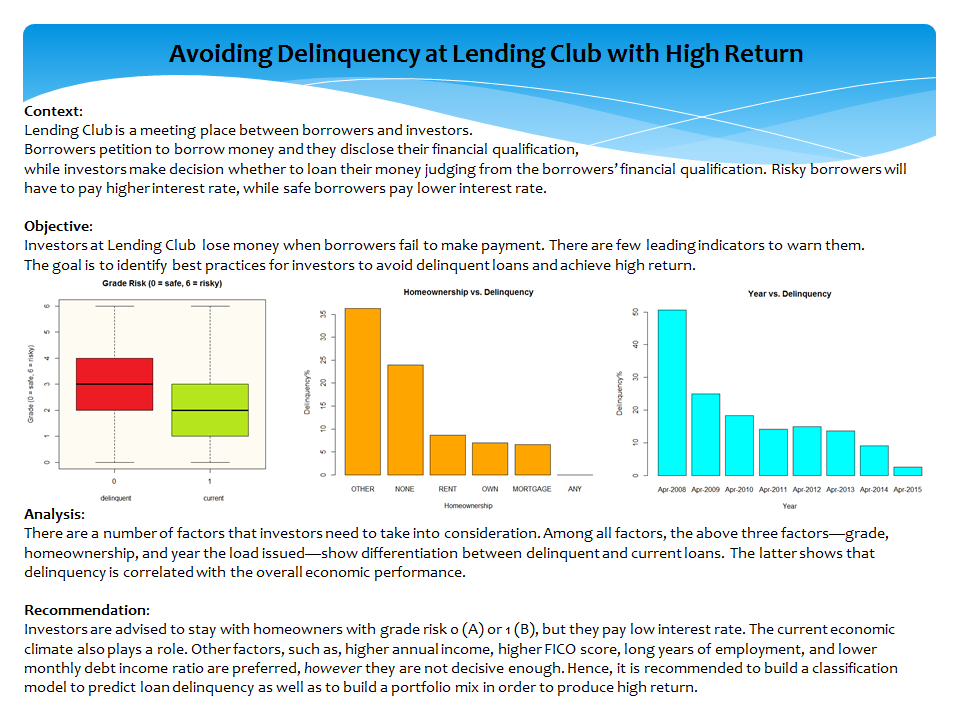 Avoiding Delinquency at Lending Club with High Return
Context:
Lending Club is a meeting place between borrowers and investors.
Borrowers petition to borrow money and they disclose their financial qualification,
while investors make decision whether to loan their money judging from the borrowers' financial qualification. Risky borrowers will
have to pay higher interest rate, while safe borrowers pay lower interest rate.
Objective:
Investors at Lending Club lose money when borrowers fail to make payment. There are few leading indicators to warn them.
The goal is to identify best practices for investors to avoid delinquent loans and achieve high return.
Grade Risk (0 = safe, 6 = risky)
Grade (0 = safe, 6 = risky)
6
5
4
3
2
1
0
0 1
delinquent current
Homeownership vs. Delinquency
Delinquency%
35
30
25
20
15
10
5
0
OTHER NONE RENT OWN MORTGAGE ANY
Homeownership
Year vs. Delinquency
Delinquency%
50
40
30
20
10
0
Apr-2008 Apr-2009 Apr-2010 Apr-2011 Apr-2012 Apr-2013 Apr-2014 Apr-2015
Year
Analysis:
There are a number of factors that investors need to take into consideration. Among all factors, the above three factors—grade,
homeownership, and year the load issued—show differentiation between delinquent and current loans. The latter shows that
delinquency is correlated with the overall economic performance.
Recommendation:
Investors are advised to stay with homeowners with grade risk 0 (A) or 1 (B), but they pay low interest rate. The current economic
climate also plays a role. Other factors, such as, higher annual income, higher FICO score, long years of employment, and lower
monthly debt income ratio are preferred, however they are not decisive enough. Hence, it is recommended to build a classification
model to predict loan delinquency as well as to build a portfolio mix in order to produce high return.